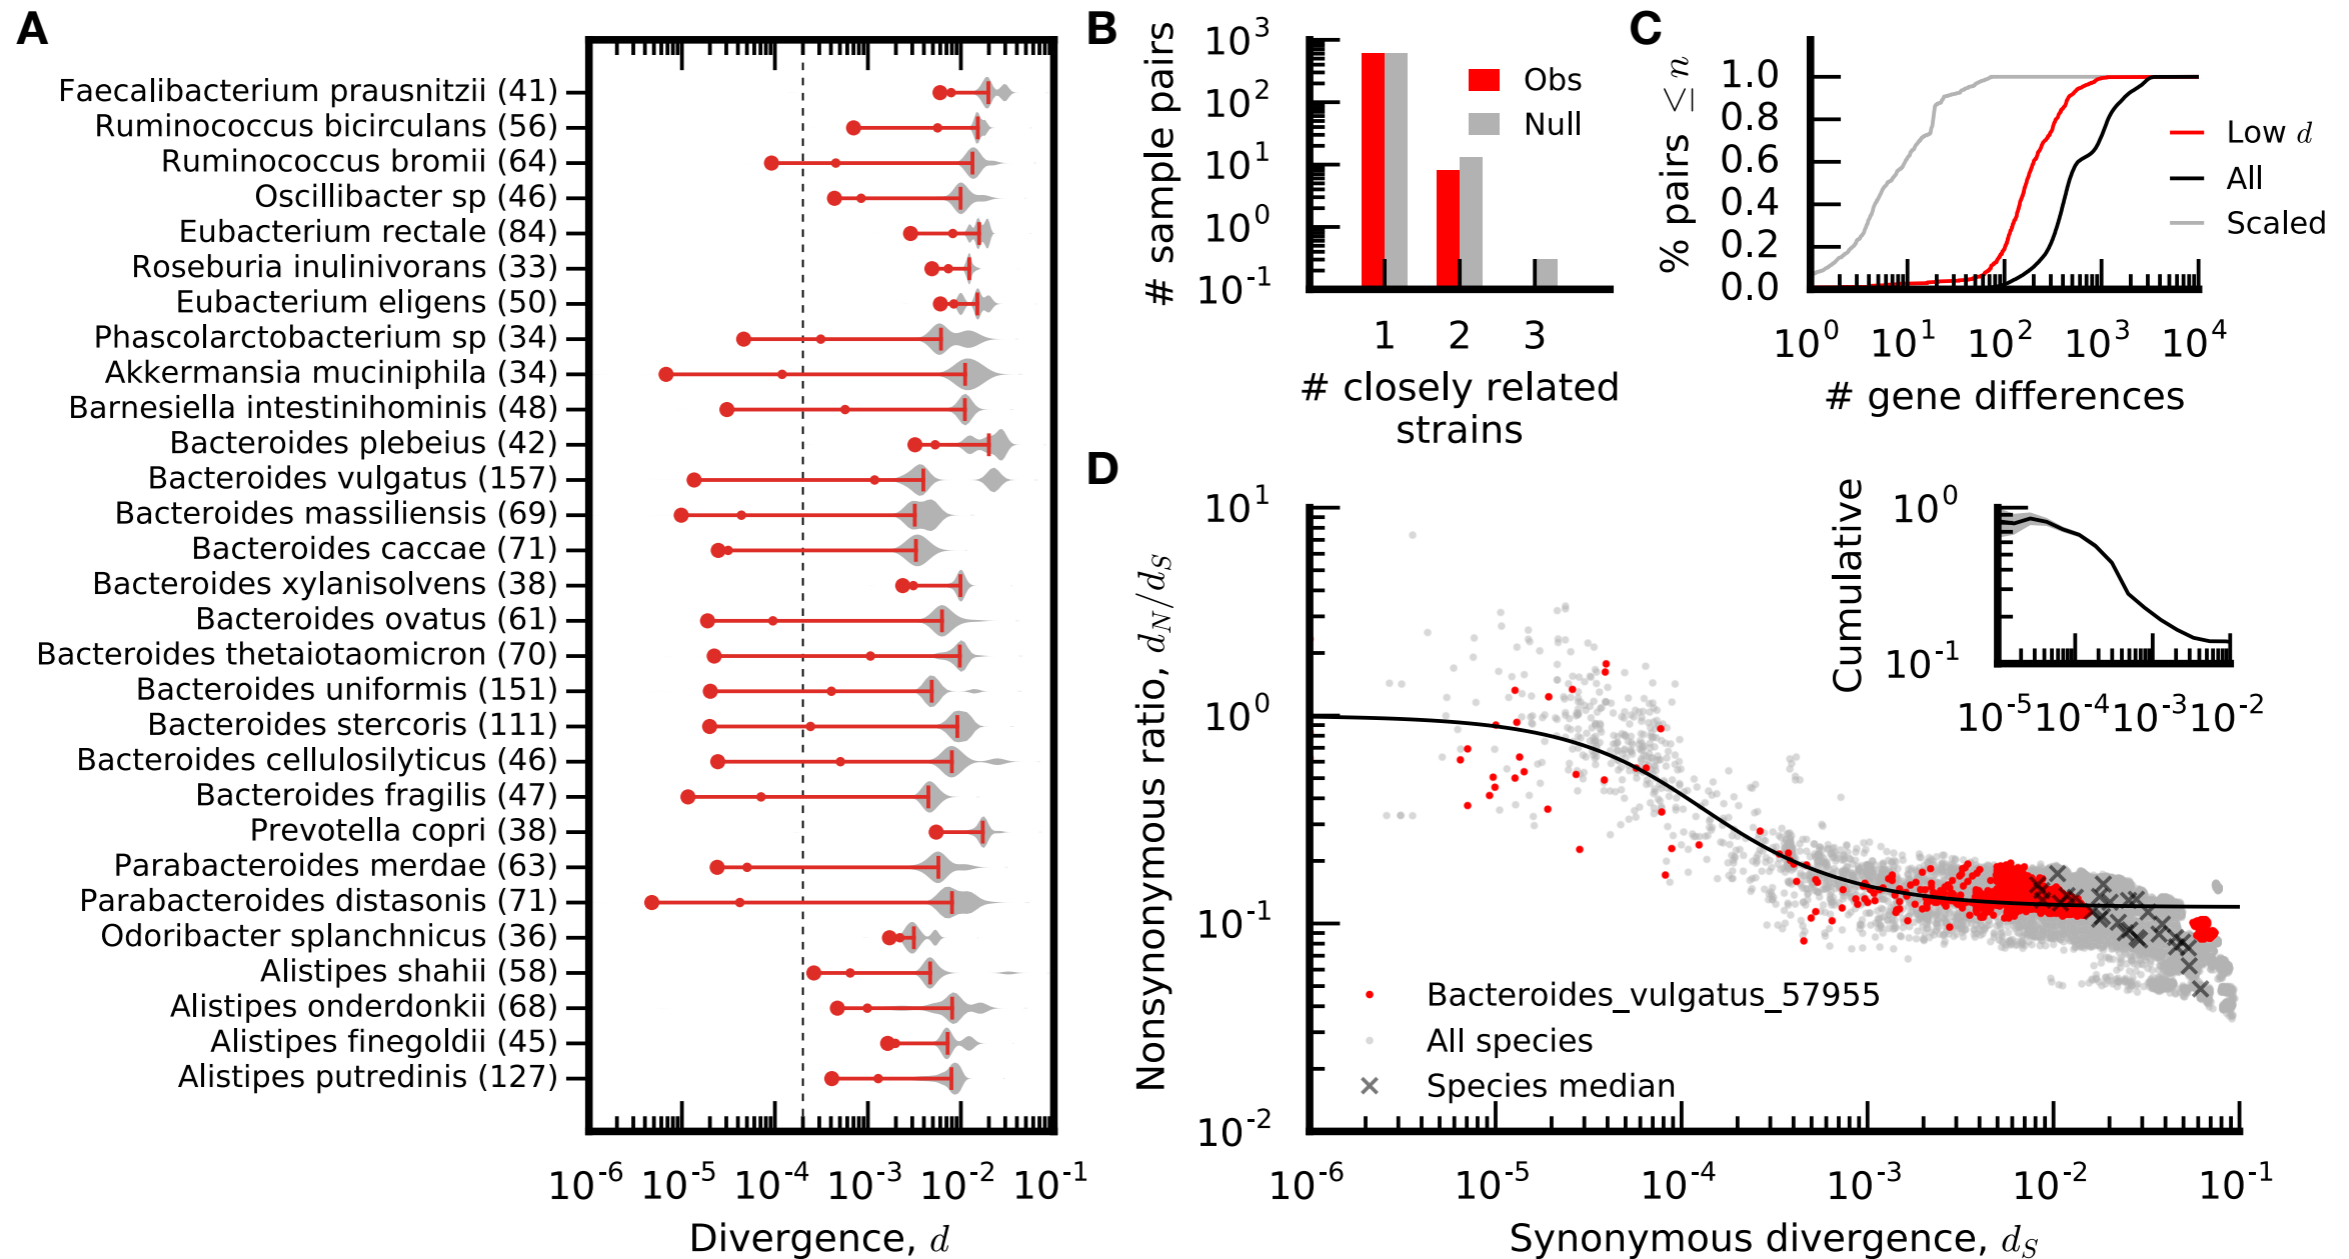 A
Faecalibacterium prausnitzii (41)
Ruminococcus bicirculans (56)
Ruminococcus bromii (64)
Oscillibacter sp (46)
Eubacterium rectale (84)
Roseburia inulinivorans (33)
Eubacterium eligens (50)
Phascolarctobacterium sp (34)
Akkermansia muciniphila (34)
Barnesiella intestinihominis (48)
Bacteroides plebeius (42)
Bacteroides vulgatus (157)
Bacteroides massiliensis (69)
Bacteroides caccae (71)
Bacteroides xylanisolvens (38)
Bacteroides ovatus (61)
Bacteroides thetaiotaomicron (70)
Bacteroides uniformis (151)
Bacteroides stercoris (111)
Bacteroides cellulosilyticus (46)
Bacteroides fragilis (47)
Prevotella copri (38)
Parabacteroides merdae (63)
Parabacteroides distasonis (71)
Odoribacter splanchnicus (36)
Alistipes shahii (58)
Alistipes onderdonkii (68)
Alistipes finegoldii (45)
Alistipes putredinis (127)
10^-6 10^-5 10^-4 10^-3 10^-2 10^-1
Divergence, d
B
# sample pairs
10^3
10^2
10^1
10^0
10^-1
Obs
Null
1 2 3
# closely related
strains
C
% pairs ≤ n
1.0
0.8
0.6
0.4
0.2
0.0
Low d
All
Scaled
10^0 10^1 10^2 10^3 10^4
# gene differences
D
Nonsynonymous ratio, d_N/d_S
10^1
10^0
10^-1
10^-2
Cumulative
10^0
10^-1
10^-5 10^-4 10^-3 10^-2
Bacteroides_vulgatus_57955
All species
Species median
10^-6 10^-5 10^-4 10^-3 10^-2 10^-1
Synonymous divergence, d_S